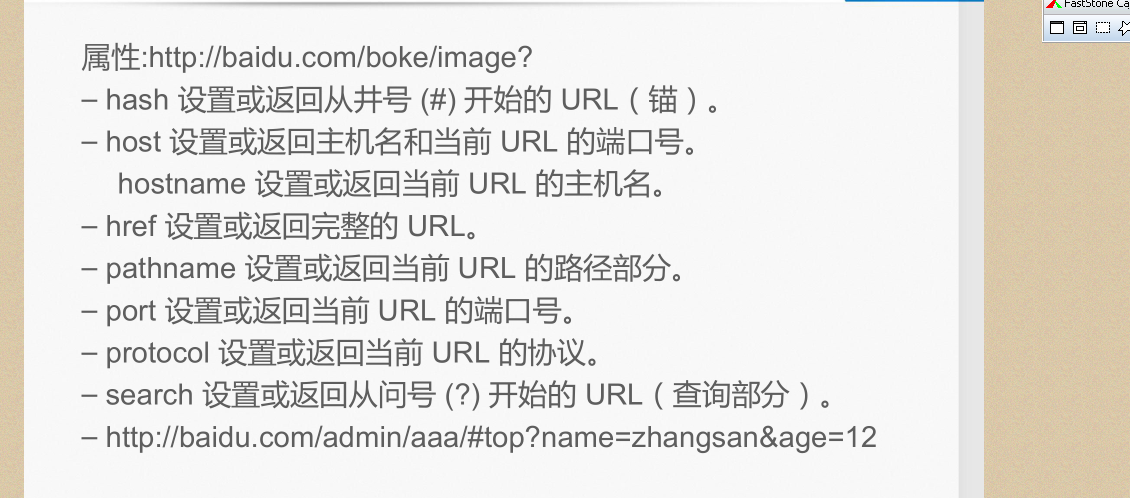 FastStone Ca
属性:http://baidu.com/boke/image?
– hash 设置或返回从井号 (#) 开始的 URL（锚）。
– host 设置或返回主机名和当前 URL 的端口号。
hostname 设置或返回当前 URL 的主机名。
– href 设置或返回完整的 URL。
– pathname 设置或返回当前 URL 的路径部分。
– port 设置或返回当前 URL 的端口号。
– protocol 设置或返回当前 URL 的协议。
– search 设置或返回从问号 (?) 开始的 URL（查询部分）。
– http://baidu.com/admin/aaa/#top?name=zhangsan&age=12